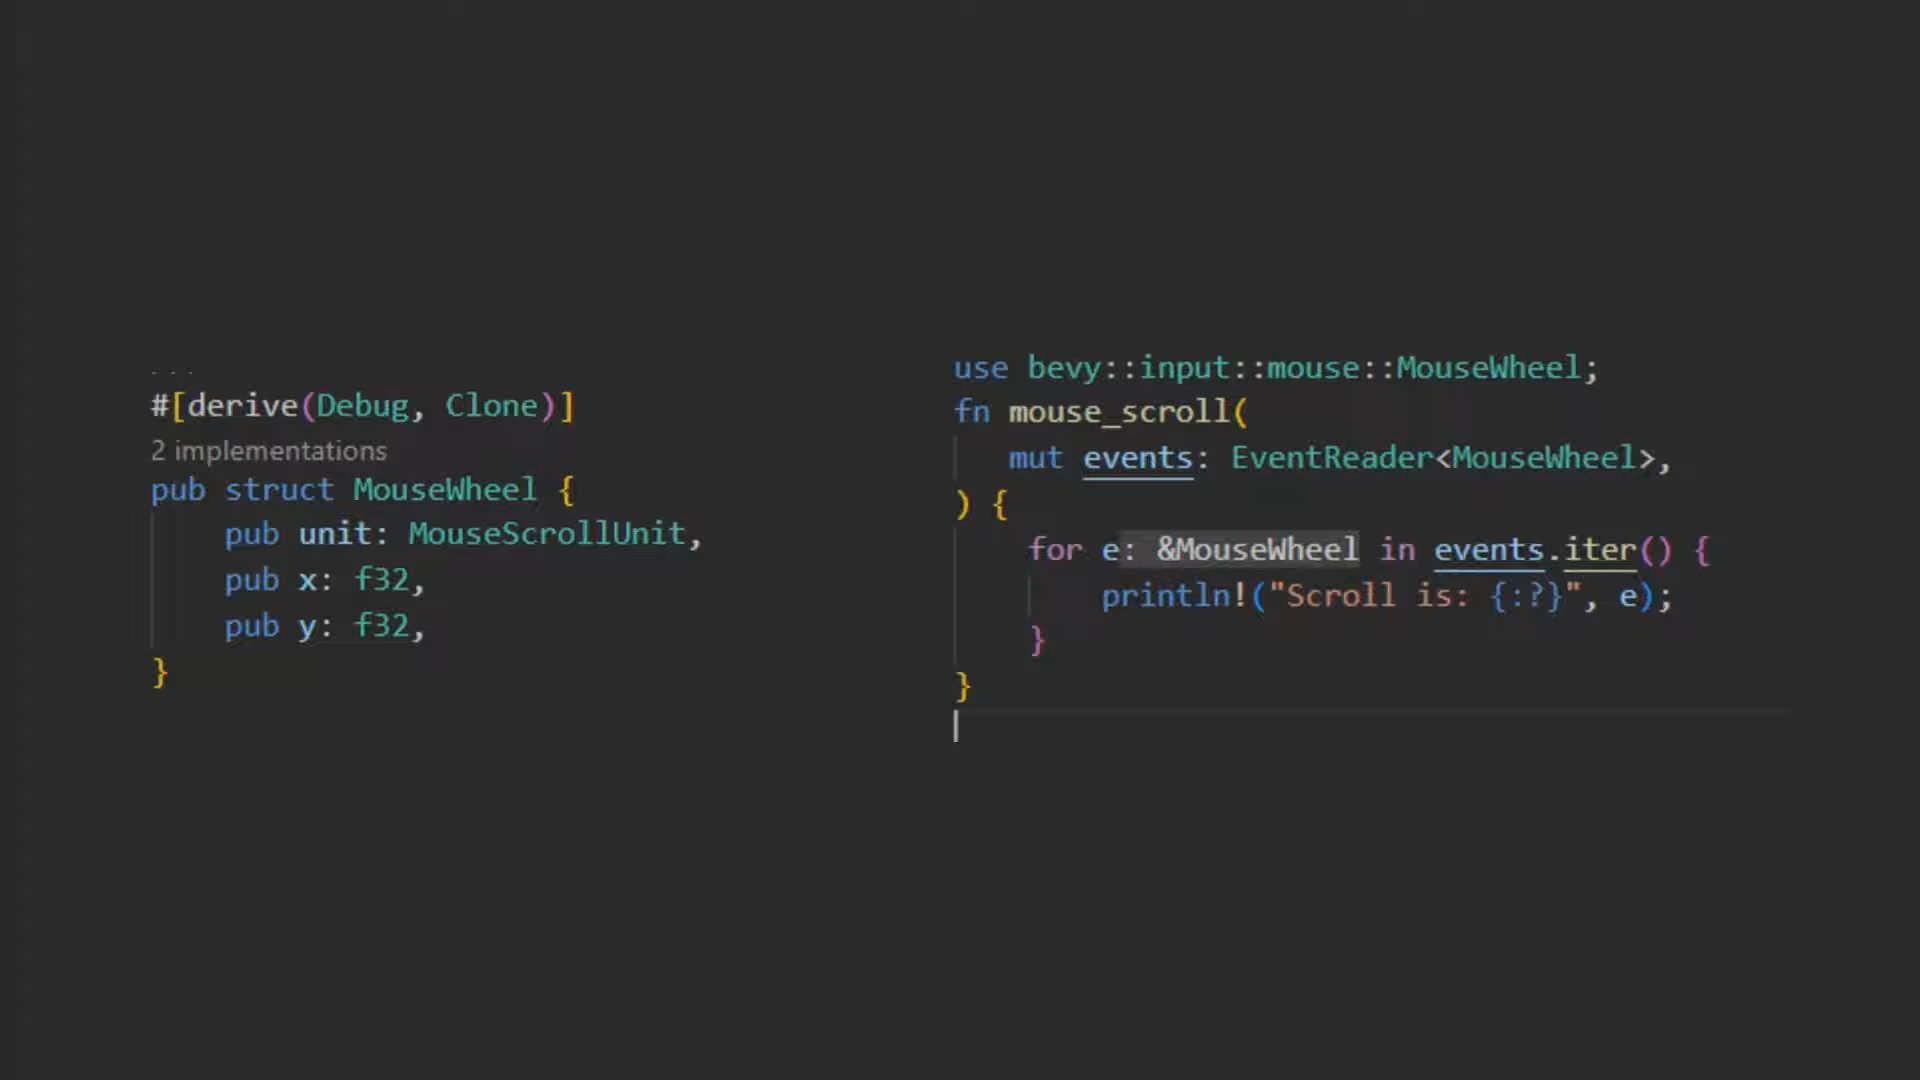 ...
#[derive(Debug, Clone)]
2 implementations
pub struct MouseWheel {
    pub unit: MouseScrollUnit,
    pub x: f32,
    pub y: f32,
}
use bevy::input::mouse::MouseWheel;
fn mouse_scroll(
    mut events: EventReader<MouseWheel>,
) {
    for e: &MouseWheel in events.iter() {
        println!("Scroll is: {:?}", e);
    }
}